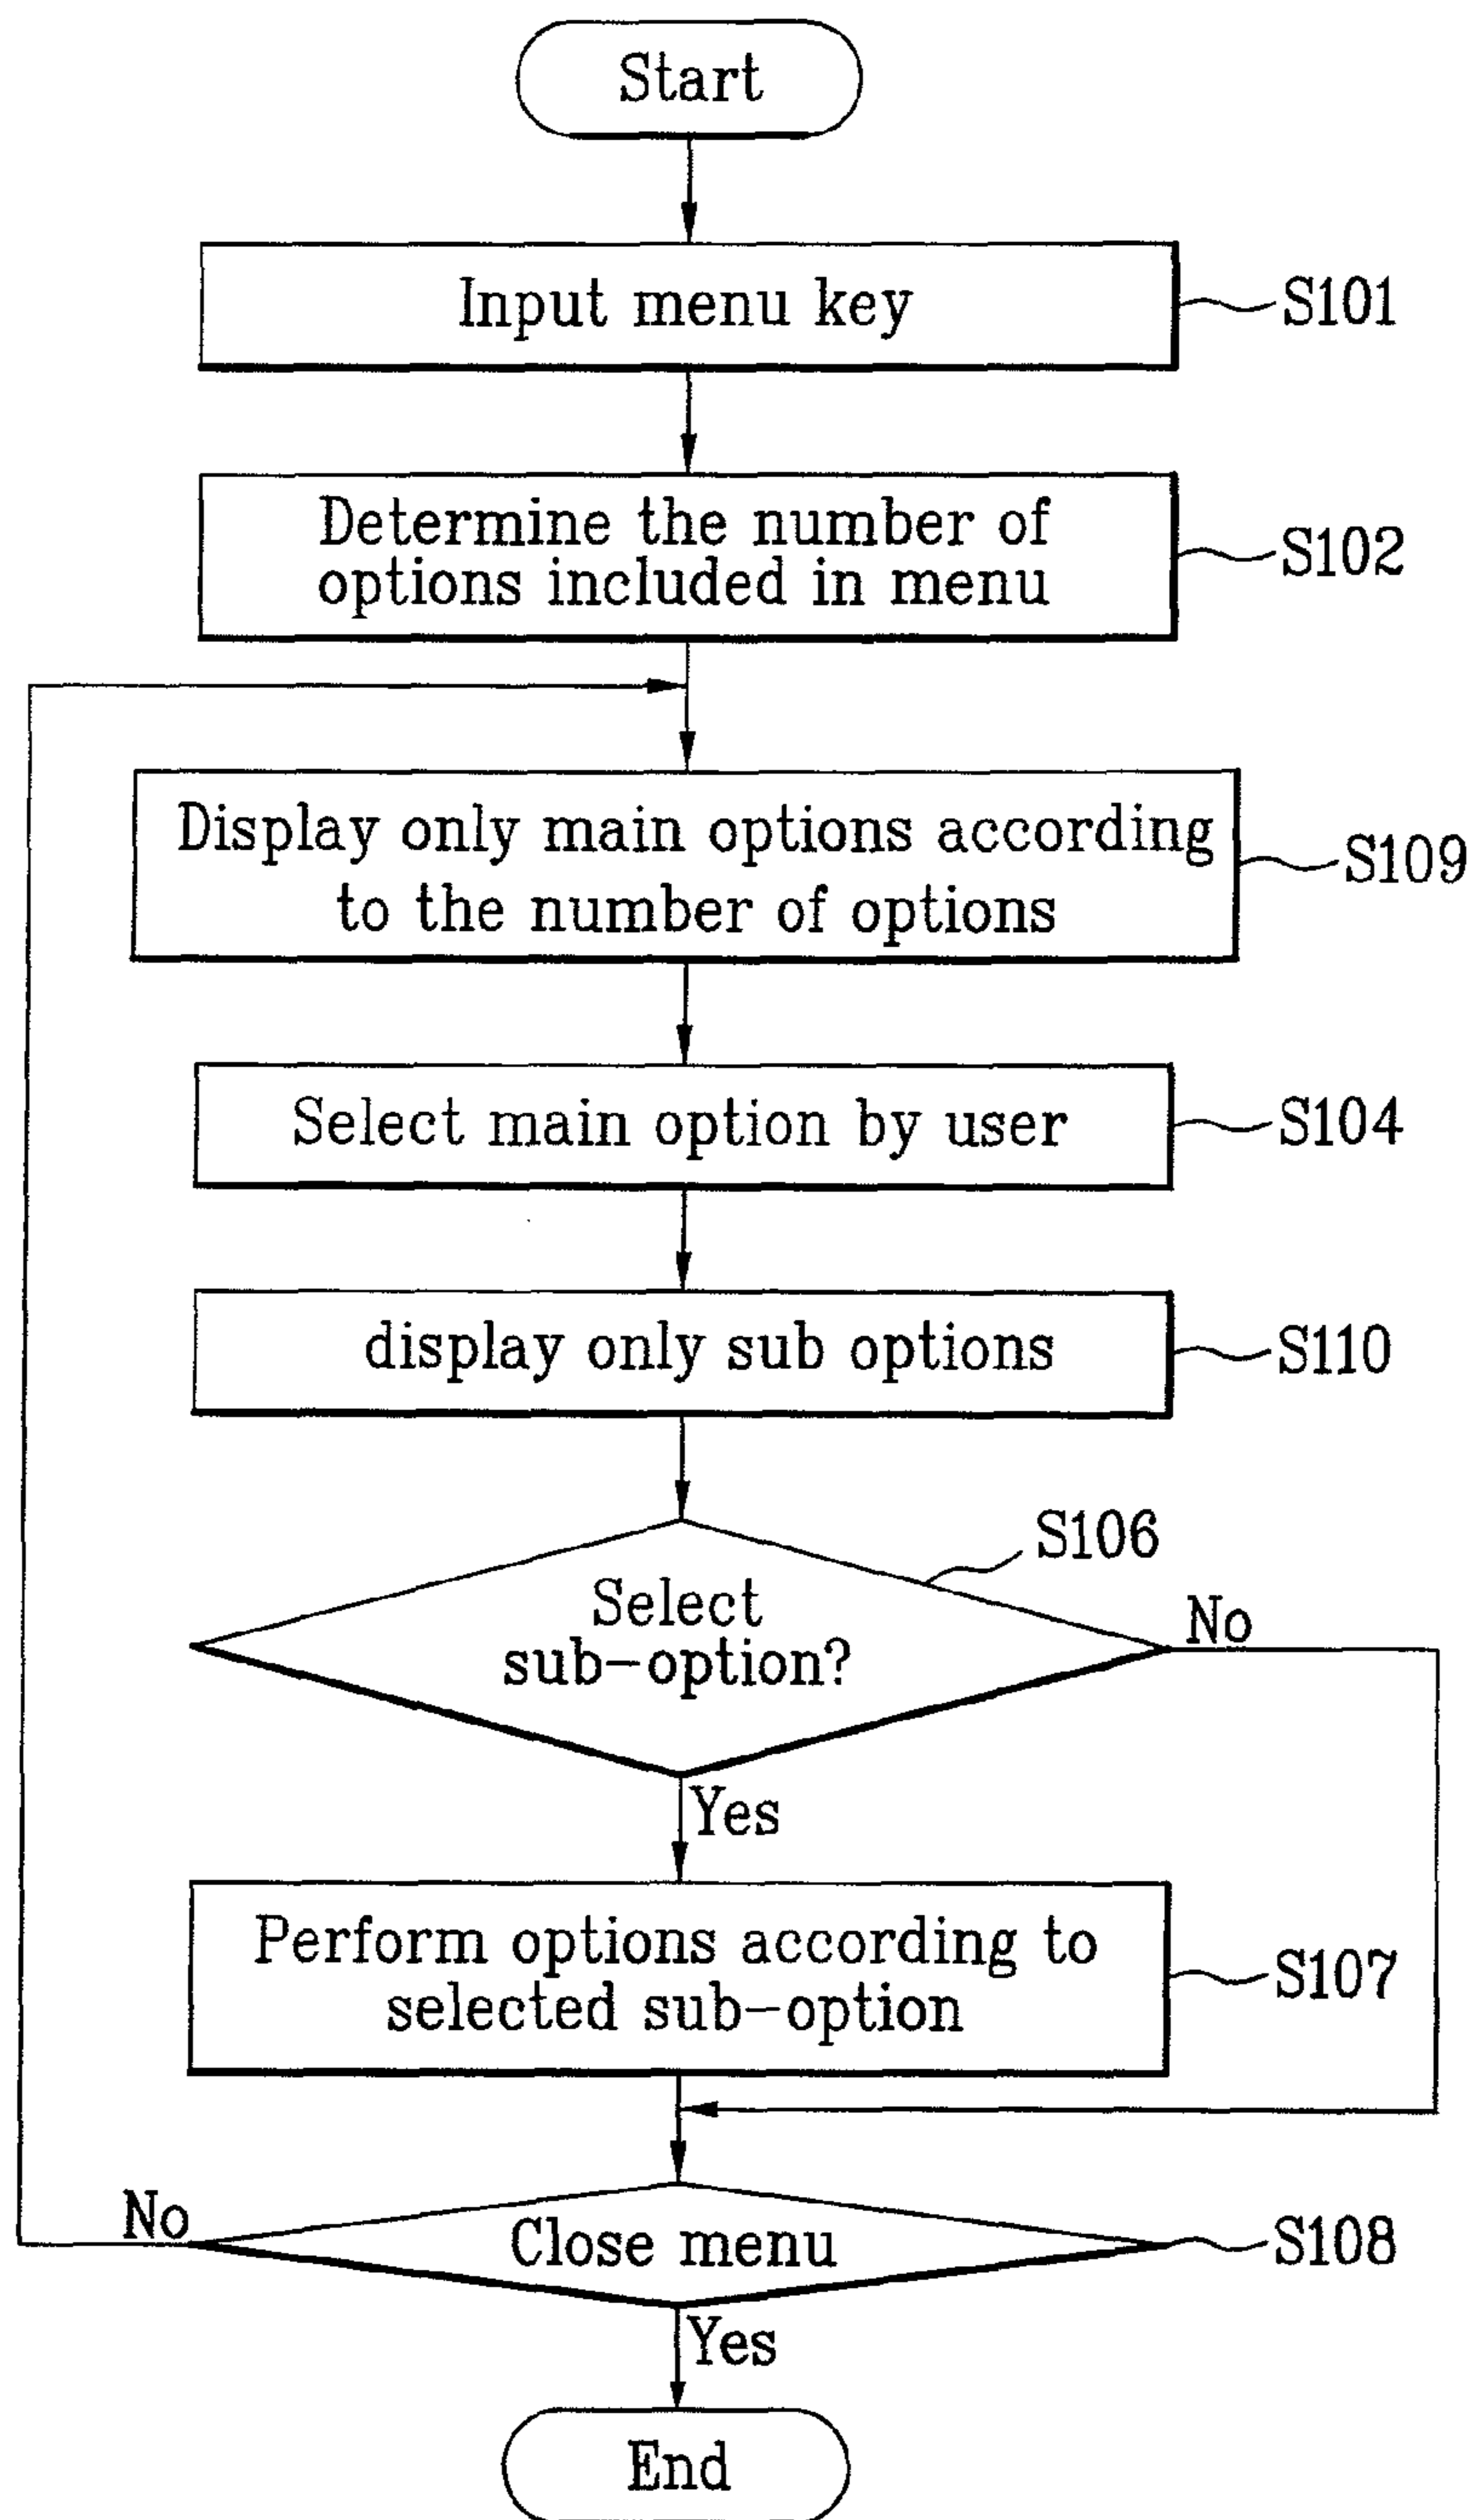 Start
Input menu key
S101
Determine the number of
options included in menu
S102
Display only main options according
to the number of options
S109
Select main option by user
S104
display only sub options
S110
S106
Select
sub-option?
No
Yes
Perform options according to
selected sub-option
S107
No
Close menu
S108
Yes
End